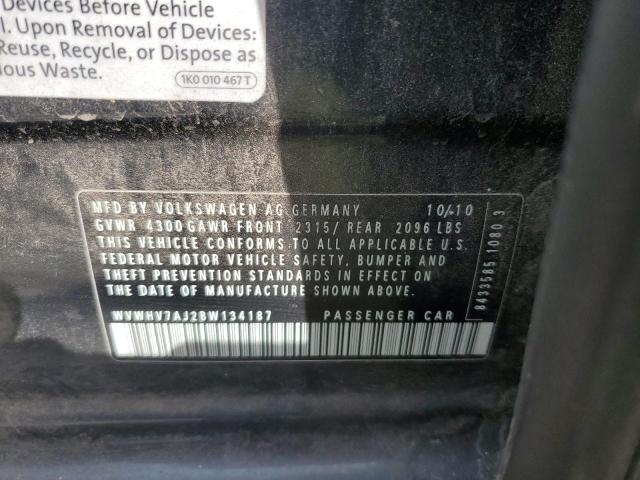 Devices Before Vehicle
l. Upon Removal of Devices:
Reuse, Recycle, or Dispose as
ous Waste.
1K0 010 467 T
MFD BY VOLKSWAGEN AG GERMANY 10/10
GVWR 4300 GAWR FRONT 2315/ REAR 2096 LBS
THIS VEHICLE CONFORMS TO ALL APPLICABLE U.S.
FEDERAL MOTOR VEHICLE SAFETY, BUMPER AND
THEFT PREVENTION STANDARDS IN EFFECT ON
THE DATE OF MANUFACTURE SHOWN ABOVE.
WVWHV7AJ2BW134187 PASSENGER CAR
8433585 11080 3